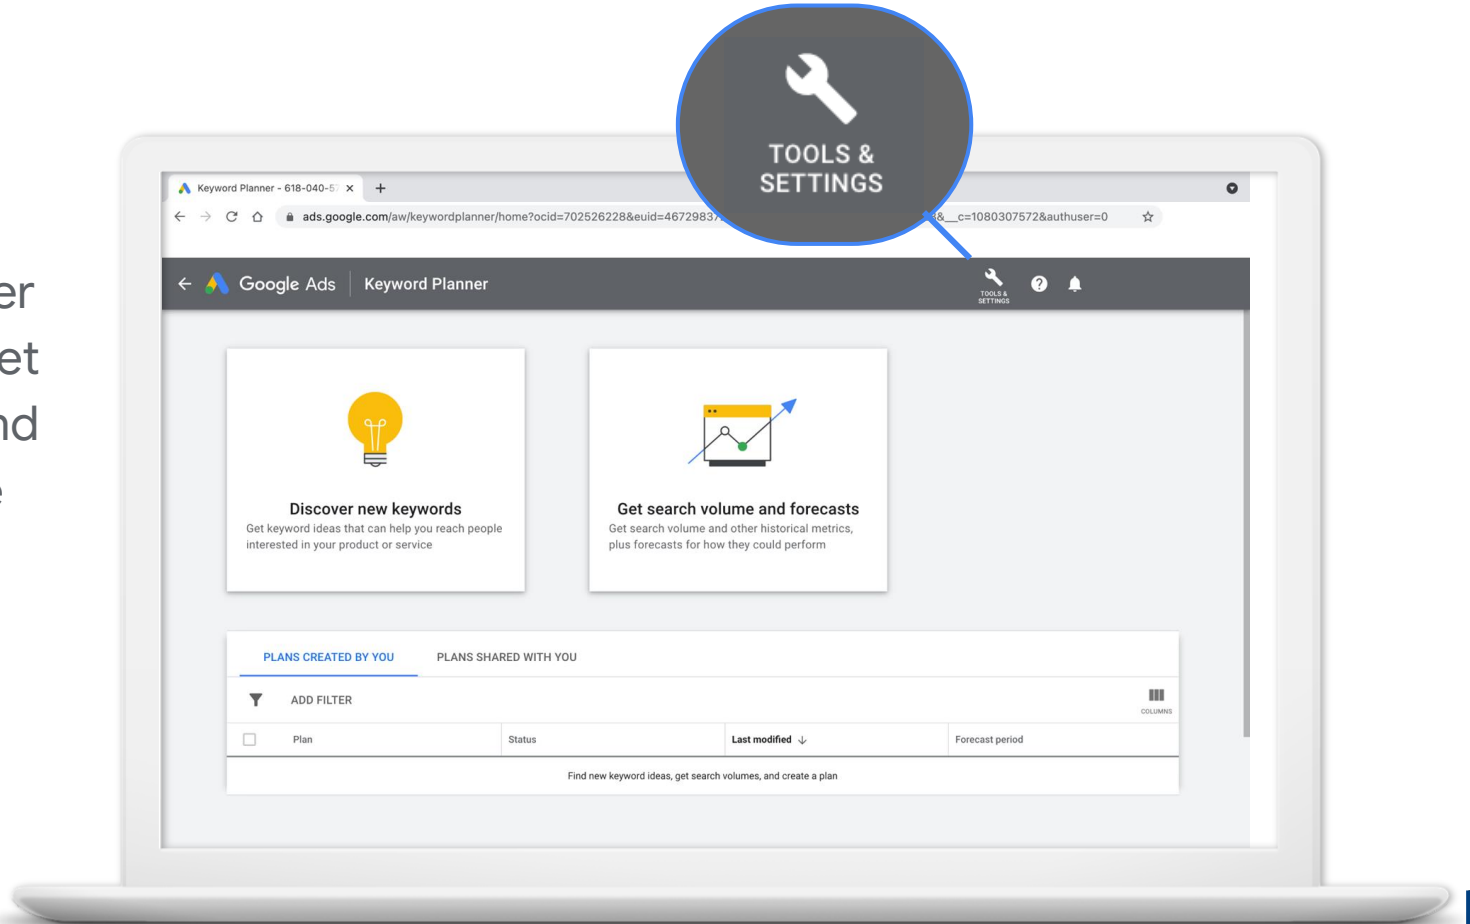 TOOLS &
SETTINGS
Keyword Planner - 618-040-5
ads.google.com/aw/keywordplanner/home?ocid=702526228&euid=4672983
&__c=1080307572&authuser=0
Google Ads
Keyword Planner
TOOLS &
SETTINGS
er
et
nd
e
Discover new keywords
Get keyword ideas that can help you reach people
interested in your product or service
Get search volume and forecasts
Get search volume and other historical metrics,
plus forecasts for how they could perform
PLANS CREATED BY YOU
PLANS SHARED WITH YOU
ADD FILTER
COLUMNS
Plan
Status
Last modified
Forecast period
Find new keyword ideas, get search volumes, and create a plan